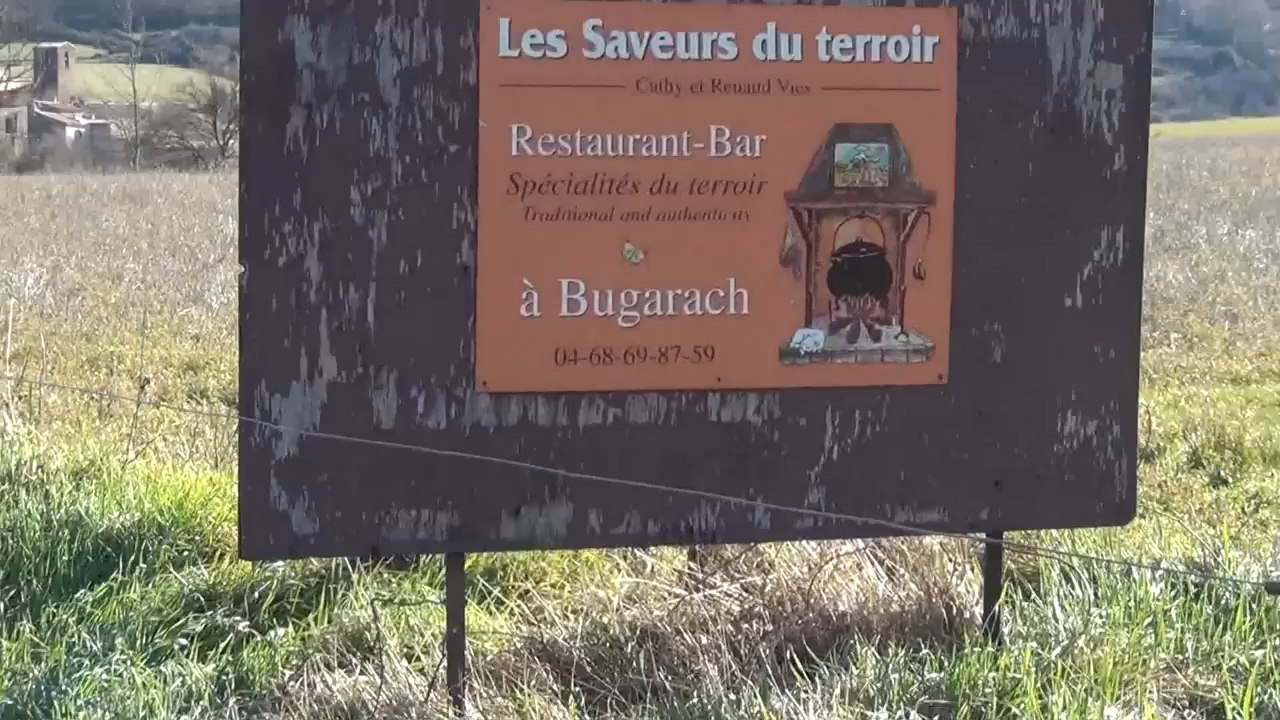 Les Saveurs du terroir
Cathy et Renaud Vies
Restaurant-Bar
Spécialités du terroir
Traditional and authenticity
à Bugarach
04-68-69-87-59